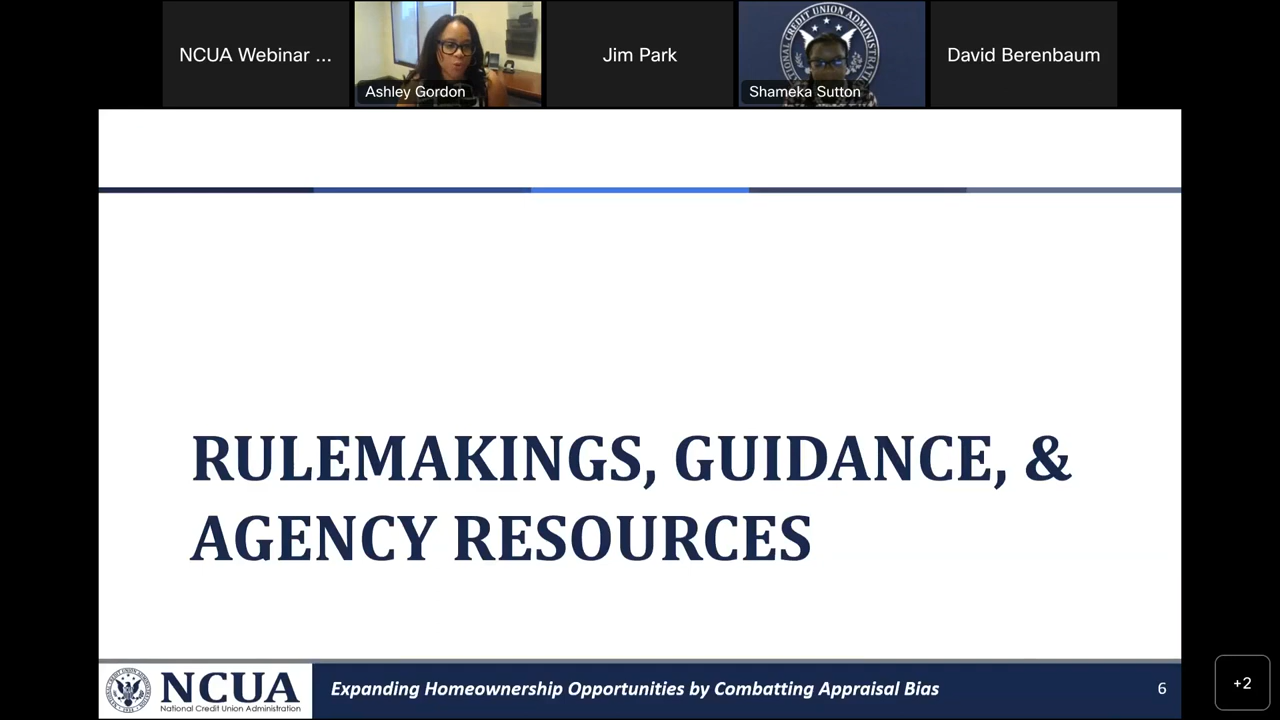 NCUA Webinar ...
Ashley Gordon
Jim Park
Shameka Sutton
David Berenbaum
RULEMAKINGS, GUIDANCE, &
AGENCY RESOURCES
NCUA
National Credit Union Administration
Expanding Homeownership Opportunities by Combatting Appraisal Bias
6
+2